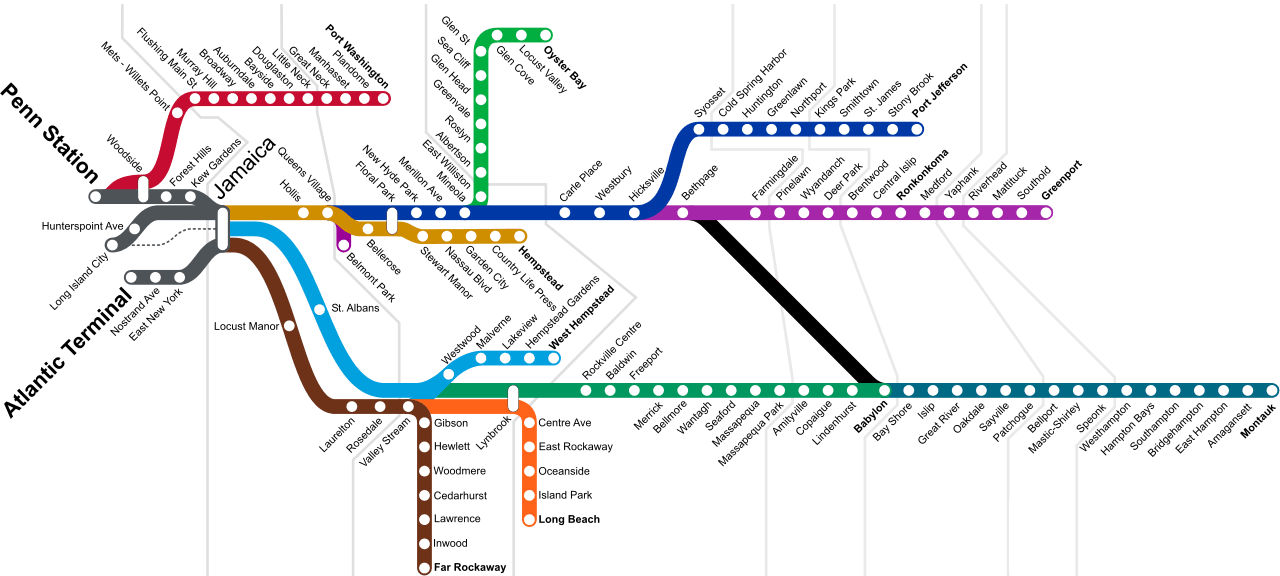 Penn Station
Woodside
Forest Hills
Kew Gardens
Jamaica
Hunterspoint Ave
Long Island City
Atlantic Terminal
Nostrand Ave
East New York
Mets - Willets Point
Flushing Main St
Murray Hill
Broadway
Auburndale
Bayside
Douglaston
Little Neck
Great Neck
Manhasset
Plandome
Port Washington
Hollis
Queens Village
Floral Park
New Hyde Park
Merillon Ave
Mineola
East Williston
Albertson
Roslyn
Greenvale
Glen Head
Sea Cliff
Glen St
Glen Cove
Locust Valley
Oyster Bay
Carle Place
Westbury
Hicksville
Syosset
Cold Spring Harbor
Huntington
Greenlawn
Northport
Kings Park
Smithtown
St. James
Stony Brook
Port Jefferson
Bethpage
Farmingdale
Pinelawn
Wyandanch
Deer Park
Brentwood
Central Islip
Ronkonkoma
Medford
Yaphank
Riverhead
Mattituck
Southold
Greenport
Belmont Park
Bellerose
Stewart Manor
Nassau Blvd
Garden City
Country Life Press
Hempstead
St. Albans
Locust Manor
Westwood
Malverne
Lakeview
Hempstead Gardens
West Hempstead
Laurelton
Rosedale
Valley Stream
Gibson
Hewlett
Woodmere
Cedarhurst
Lawrence
Inwood
Far Rockaway
Lynbrook
Centre Ave
East Rockaway
Oceanside
Island Park
Long Beach
Rockville Centre
Baldwin
Freeport
Merrick
Bellmore
Wantagh
Seaford
Massapequa
Massapequa Park
Amityville
Copaigue
Lindenhurst
Babylon
Bay Shore
Islip
Great River
Oakdale
Sayville
Patchogue
Belport
Mastic-Shirley
Speonk
Westhampton
Hampton Bays
Southampton
Bridgehampton
East Hampton
Amagansett
Montauk